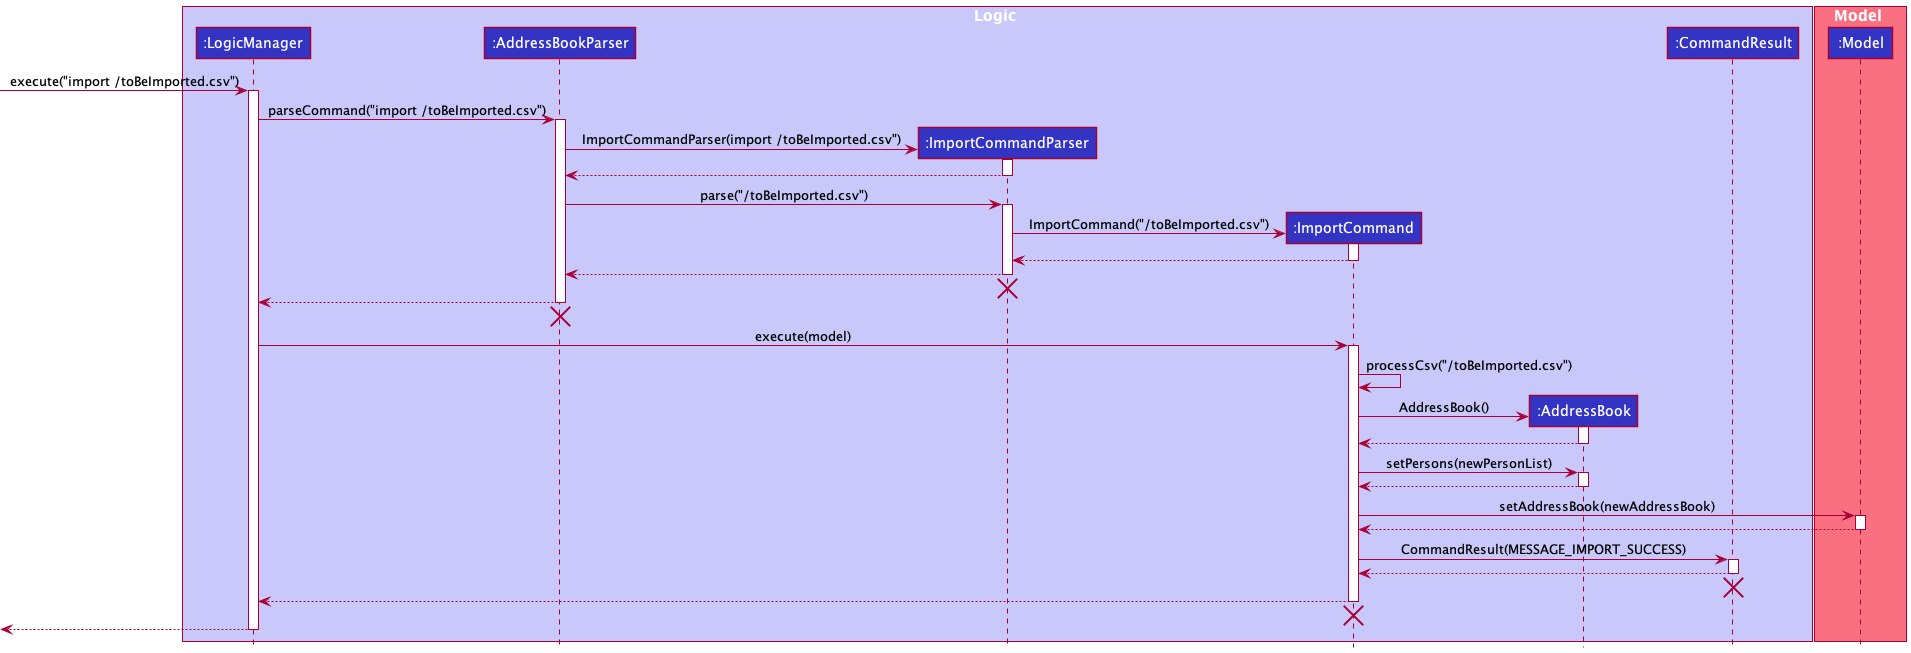 Logic
Model
:LogicManager
:AddressBookParser
:CommandResult
:Model
execute("import /toBeImported.csv")
parseCommand("import /toBeImported.csv")
ImportCommandParser(import /toBeImported.csv")
:ImportCommandParser
parse("/toBeImported.csv")
ImportCommand("/toBeImported.csv")
:ImportCommand
execute(model)
processCsv("/toBeImported.csv")
AddressBook()
:AddressBook
setPersons(newPersonList)
setAddressBook(newAddressBook)
CommandResult(MESSAGE_IMPORT_SUCCESS)